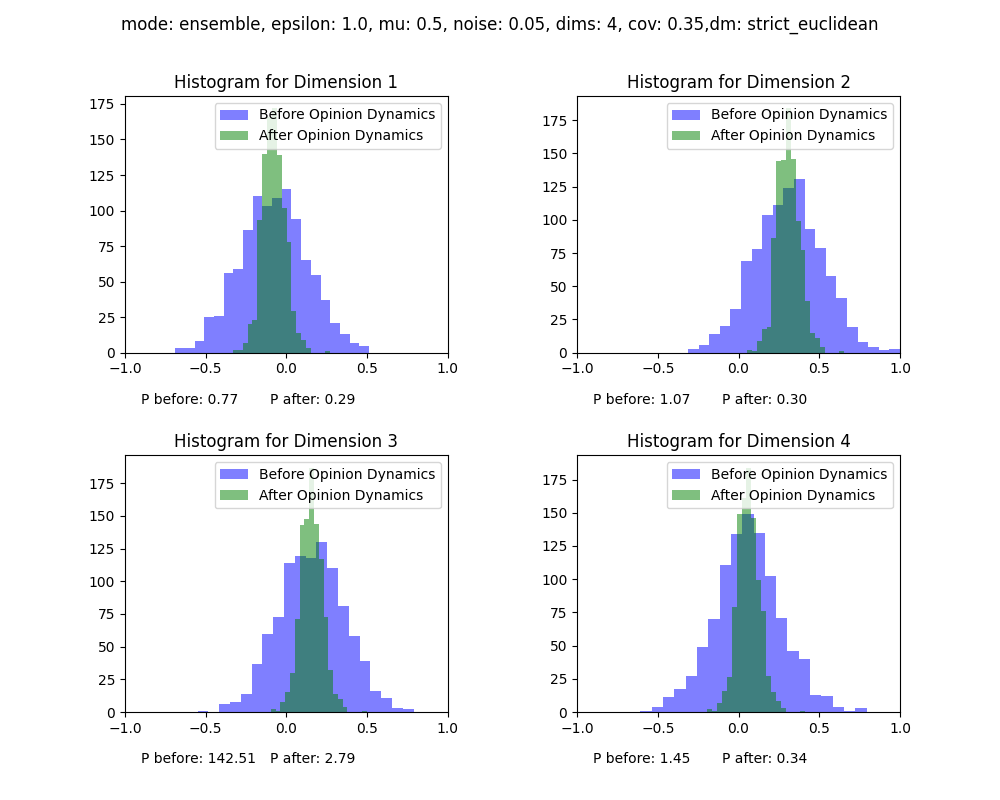 mode: ensemble, epsilon: 1.0, mu: 0.5, noise: 0.05, dims: 4, cov: 0.35,dm: strict_euclidean
Histogram for Dimension 1
Before Opinion Dynamics
After Opinion Dynamics
175
150
125
100
75
50
25
0
−1.0 −0.5 0.0 0.5 1.0
P before: 0.77 P after: 0.29
Histogram for Dimension 2
Before Opinion Dynamics
After Opinion Dynamics
175
150
125
100
75
50
25
0
−1.0 −0.5 0.0 0.5 1.0
P before: 1.07 P after: 0.30
Histogram for Dimension 3
Before Opinion Dynamics
After Opinion Dynamics
175
150
125
100
75
50
25
0
−1.0 −0.5 0.0 0.5 1.0
P before: 142.51 P after: 2.79
Histogram for Dimension 4
Before Opinion Dynamics
After Opinion Dynamics
175
150
125
100
75
50
25
0
−1.0 −0.5 0.0 0.5 1.0
P before: 1.45 P after: 0.34